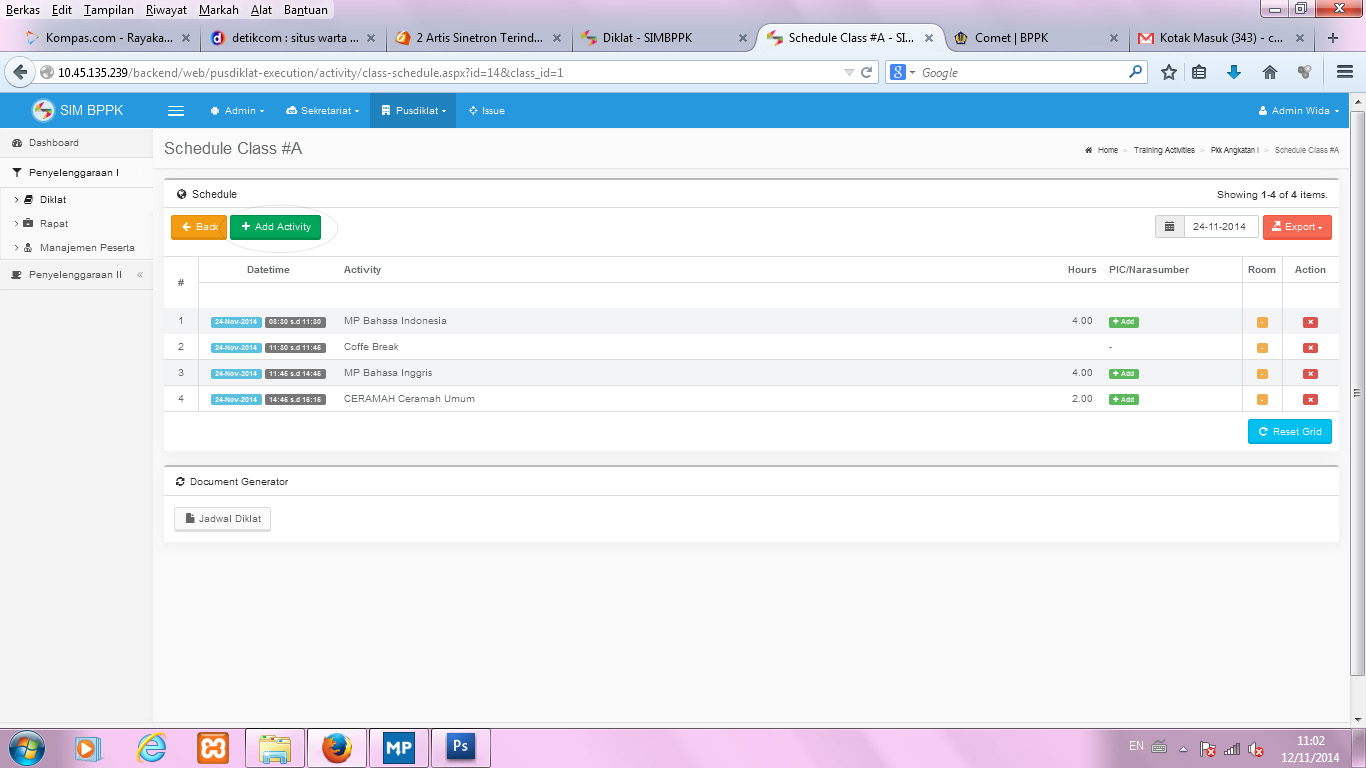 Berkas Edit Tampilan Riwayat Markah Alat Bantuan
Kompas.com - Rayaka... detikcom : situs warta ... 2 Artis Sinetron Terind... Diklat - SIMBPPK Schedule Class #A - SI... Comet | BPPK Kotak Masuk (343) - c...
10.45.135.239/backend/web/pusdiklat-execution/activity/class-schedule.aspx?id=14&class_id=1 Google
SIM BPPK Admin Sekretariat Pusdiklat Issue Admin Wida
Dashboard
Penyelenggaraan I
Diklat
Rapat
Manajemen Peserta
Penyelenggaraan II
Schedule Class #A
Home > Training Activities > Pkk Angkatan I > Schedule Class #A
Schedule Showing 1-4 of 4 items.
Back Add Activity 24-11-2014 Export
# Datetime Activity Hours PIC/Narasumber Room Action
1 24-Nov-2014 08:30 s.d 11:30 MP Bahasa Indonesia 4.00 Add -
2 24-Nov-2014 11:30 s.d 11:45 Coffe Break - -
3 24-Nov-2014 11:45 s.d 14:45 MP Bahasa Inggris 4.00 Add -
4 24-Nov-2014 14:45 s.d 16:15 CERAMAH Ceramah Umum 2.00 Add -
Reset Grid
Document Generator
Jadwal Diklat
MP Ps EN 11:02
12/11/2014